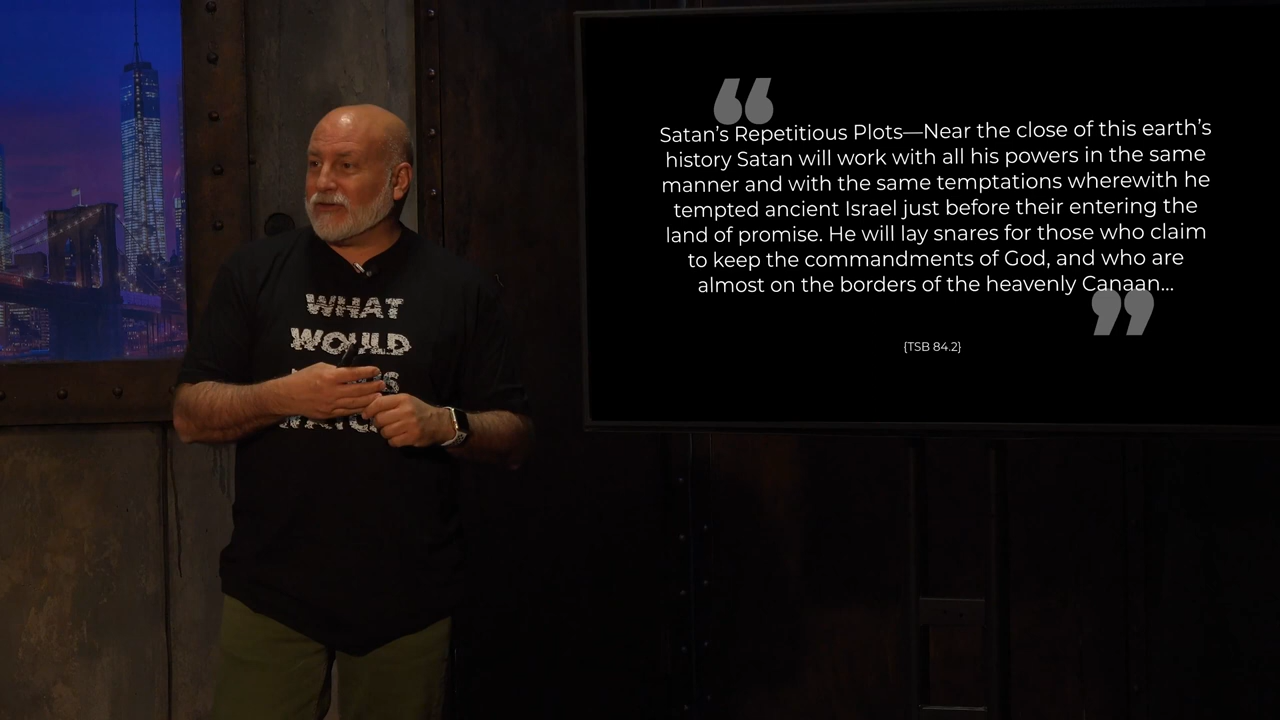 WHAT
WOULD
“
Satan’s Repetitious Plots—Near the close of this earth’s
history Satan will work with all his powers in the same
manner and with the same temptations wherewith he
tempted ancient Israel just before their entering the
land of promise. He will lay snares for those who claim
to keep the commandments of God, and who are
almost on the borders of the heavenly Canaan...
”
{TSB 84.2}